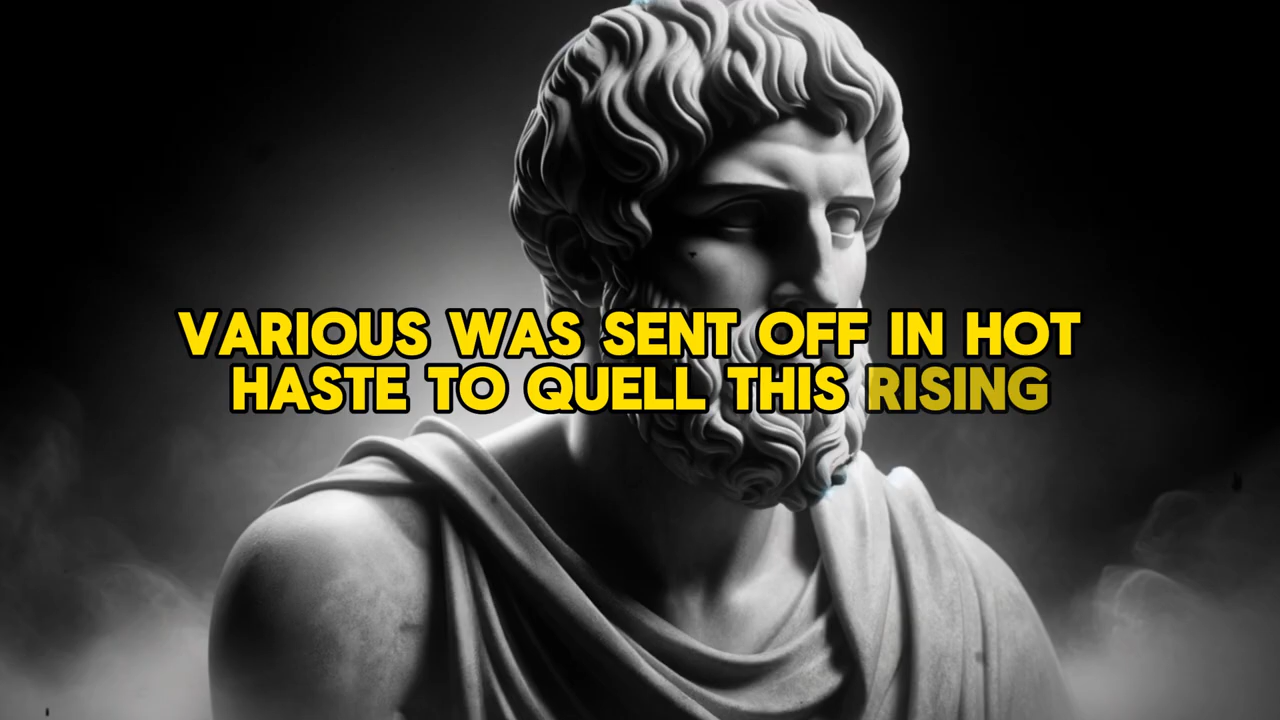 VARIOUS WAS SENT OFF IN HOT
HASTE TO QUELL THIS RISING